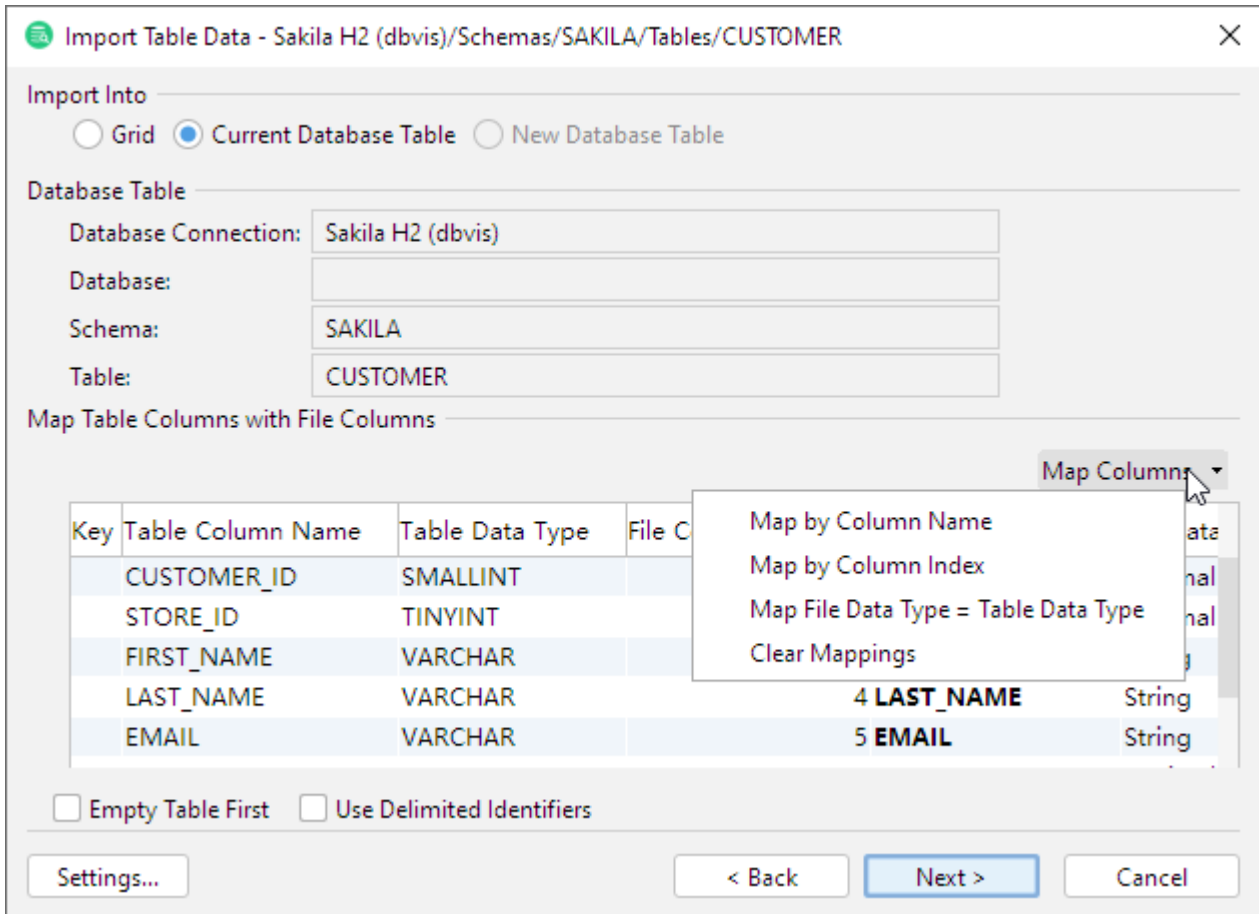 Import Table Data - Sakila H2 (dbvis)/Schemas/SAKILA/Tables/CUSTOMER
Import Into
Grid Current Database Table New Database Table
Database Table
Database Connection: Sakila H2 (dbvis)
Database:
Schema: SAKILA
Table: CUSTOMER
Map Table Columns with File Columns
Map Columns
Map by Column Name
Map by Column Index
Map File Data Type = Table Data Type
Clear Mappings
Key Table Column Name Table Data Type File
CUSTOMER_ID SMALLINT
STORE_ID TINYINT
FIRST_NAME VARCHAR
LAST_NAME VARCHAR 4 LAST_NAME String
EMAIL VARCHAR 5 EMAIL String
Empty Table First Use Delimited Identifiers
Settings... < Back Next > Cancel